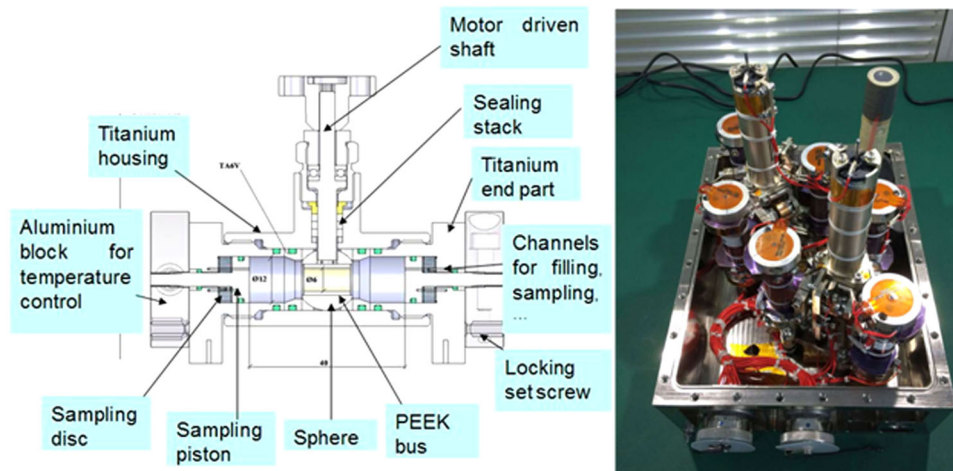 Motor driven
shaft
Sealing
stack
Titanium
housing
TA6V
Titanium
end part
Aluminium
block for
temperature
control
Ø12
Ø6
Channels
for filling,
sampling,
...
40
Locking
set screw
Sampling
disc
Sampling
piston
Sphere
PEEK
bus